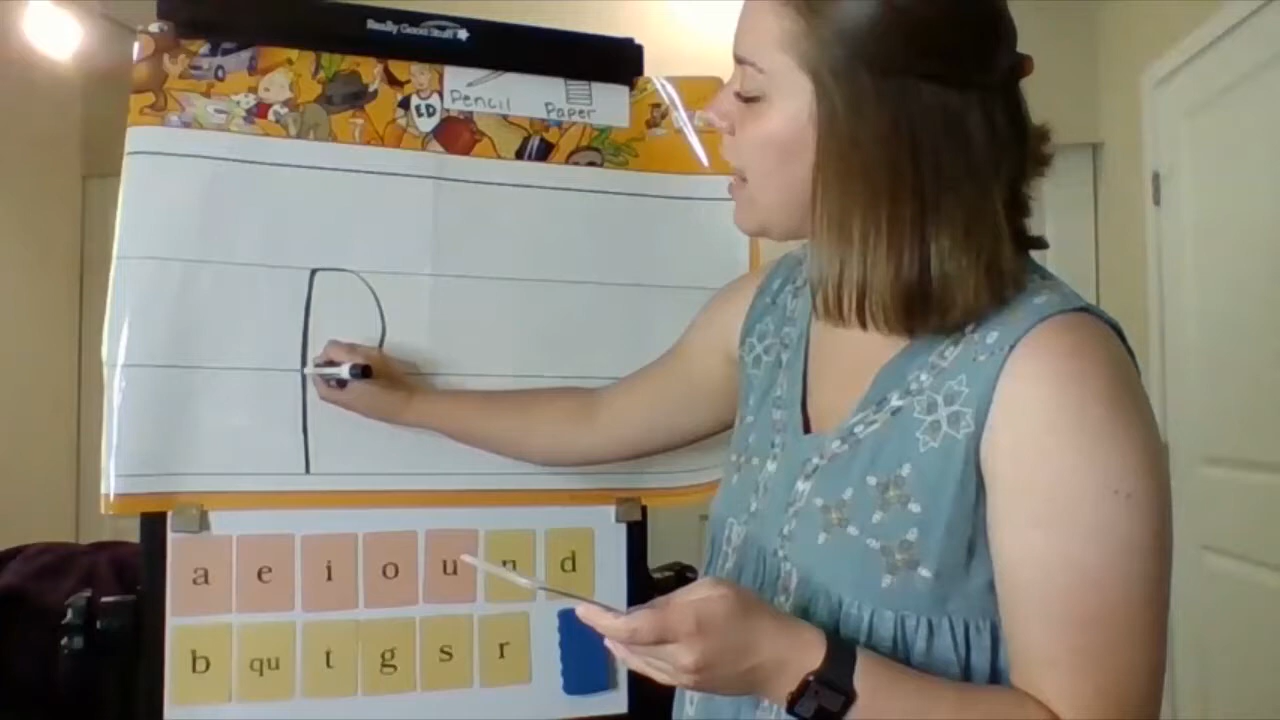 Really Good Stuff
ED
Pencil
Paper
p
a e i o u n d
b qu t g s r